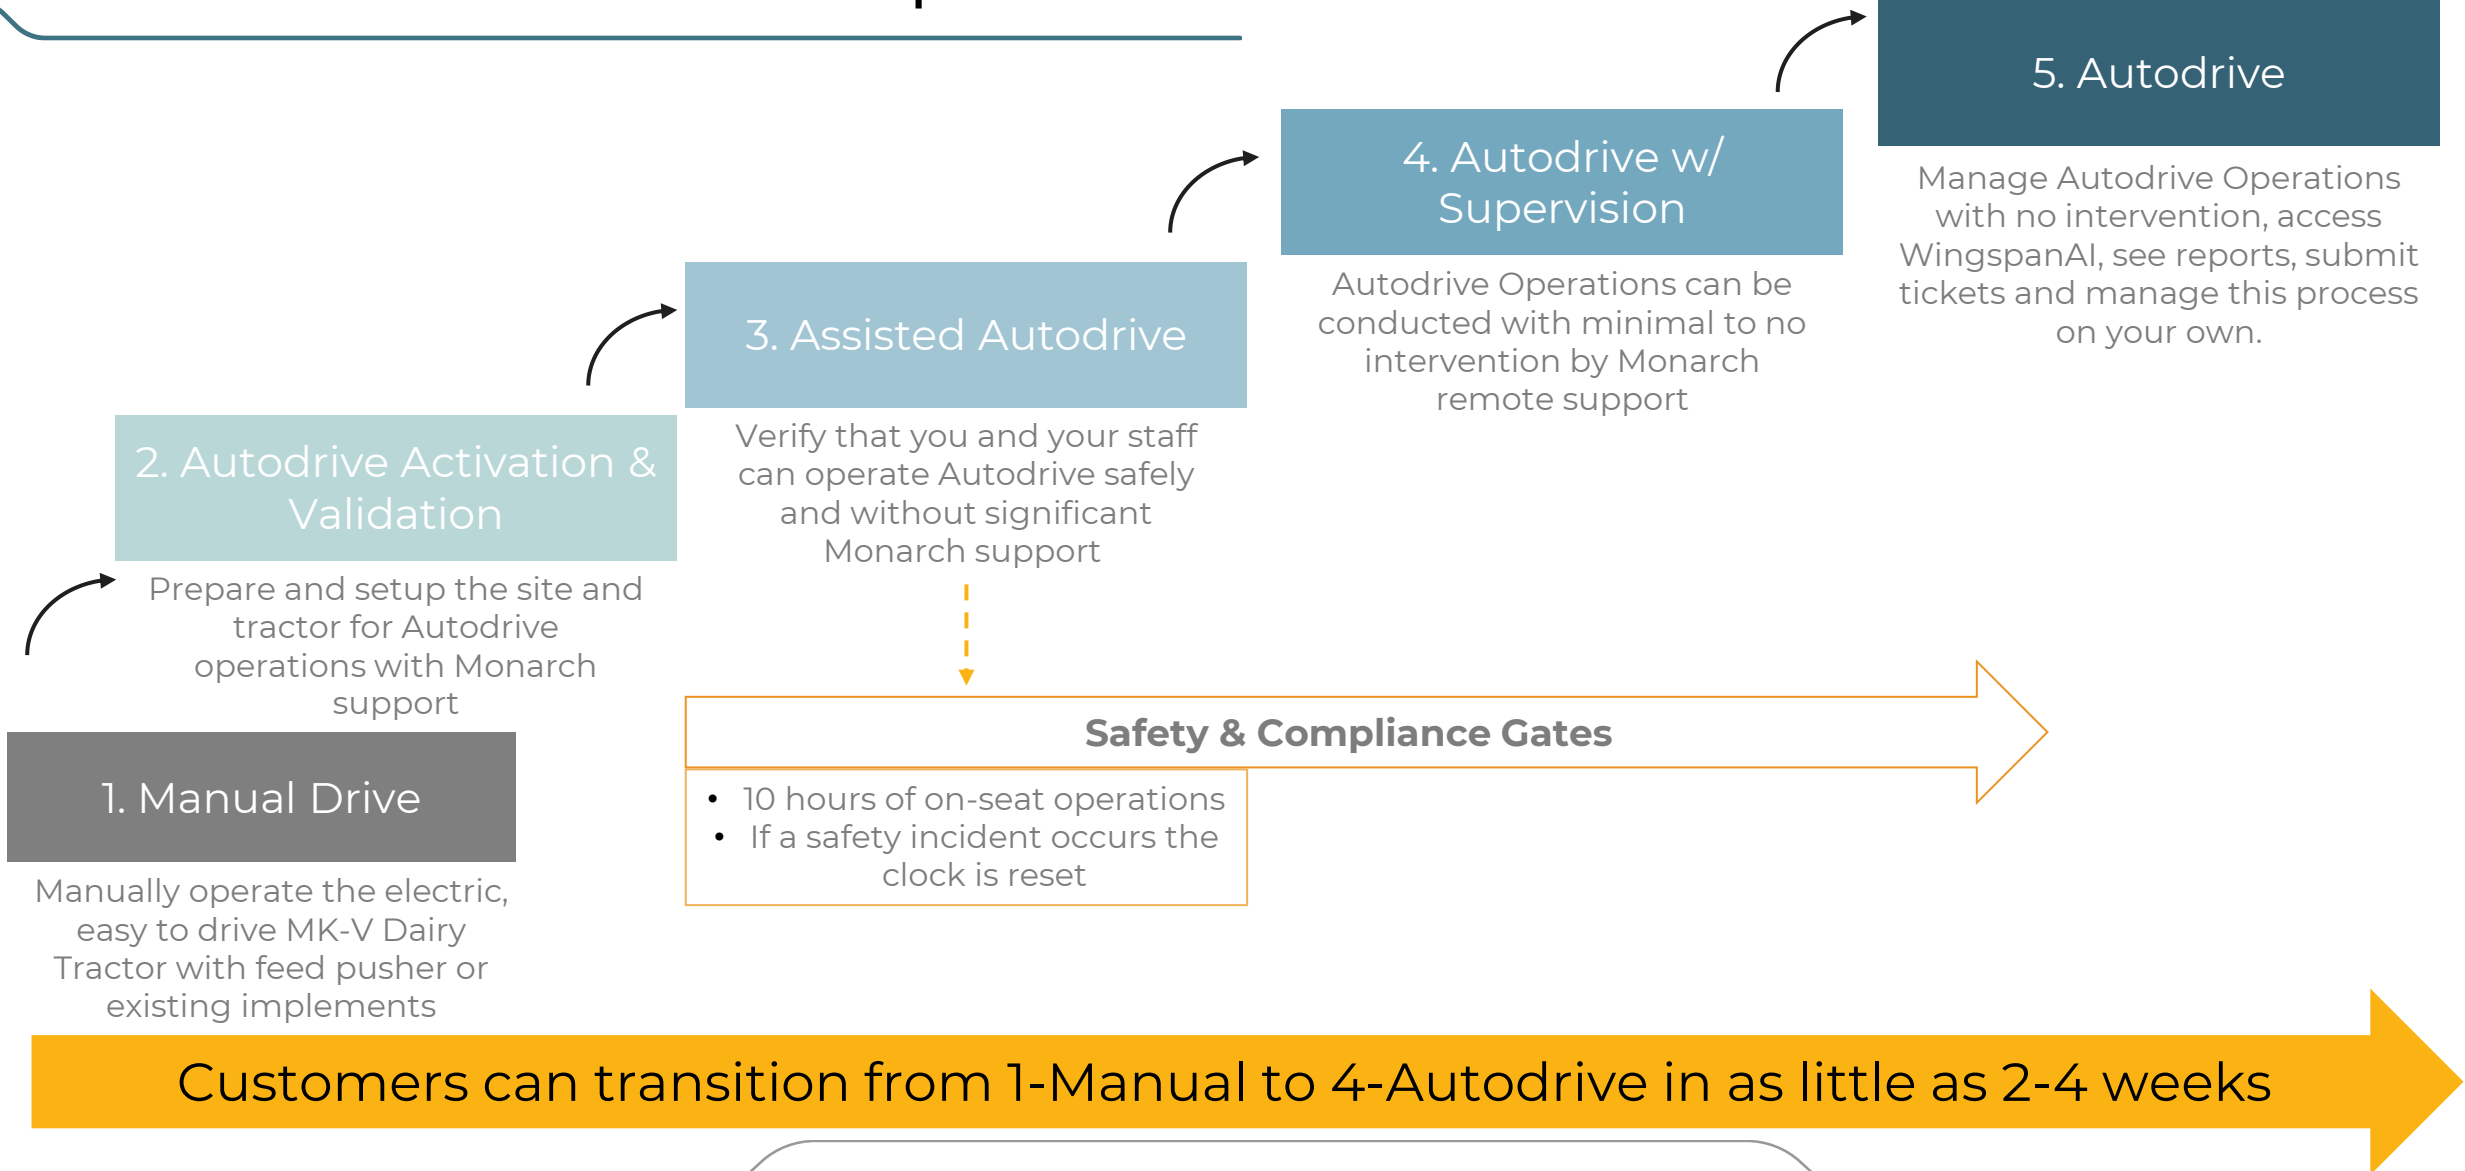 5. Autodrive
Manage Autodrive Operations
with no intervention, access
WingspanAI, see reports, submit
tickets and manage this process
on your own.
4. Autodrive w/
Supervision
Autodrive Operations can be
conducted with minimal to no
intervention by Monarch
remote support
3. Assisted Autodrive
Verify that you and your staff
can operate Autodrive safely
and without significant
Monarch support
2. Autodrive Activation &
Validation
Prepare and setup the site and
tractor for Autodrive
operations with Monarch
support
1. Manual Drive
Manually operate the electric,
easy to drive MK-V Dairy
Tractor with feed pusher or
existing implements
Safety & Compliance Gates
• 10 hours of on-seat operations
• If a safety incident occurs the
clock is reset
Customers can transition from 1-Manual to 4-Autodrive in as little as 2-4 weeks